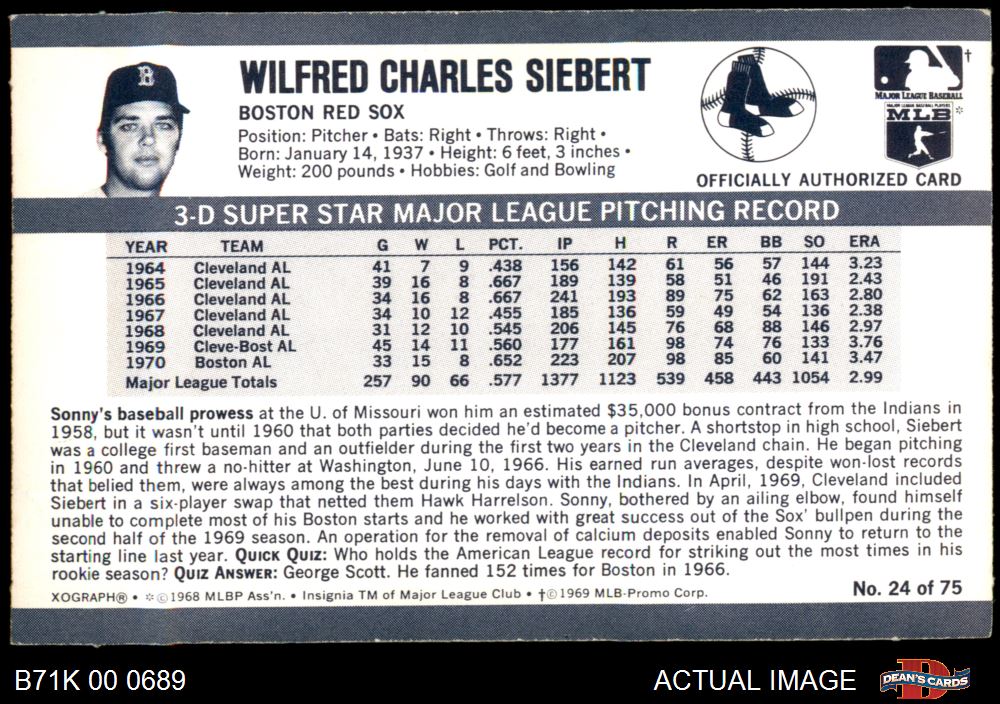 B
WILFRED CHARLES SIEBERT
BOSTON RED SOX
Position: Pitcher • Bats: Right • Throws: Right •
Born: January 14, 1937 • Height: 6 feet, 3 inches •
Weight: 200 pounds • Hobbies: Golf and Bowling
†
MAJOR LEAGUE BASEBALL
MAJOR LEAGUE BASEBALL PLAYERS
MLB *
OFFICIALLY AUTHORIZED CARD
3-D SUPER STAR MAJOR LEAGUE PITCHING RECORD
YEAR TEAM G W L PCT. IP H R ER BB SO ERA
1964 Cleveland AL 41 7 9 .438 156 142 61 56 57 144 3.23
1965 Cleveland AL 39 16 8 .667 189 139 58 51 46 191 2.43
1966 Cleveland AL 34 16 8 .667 241 193 89 75 62 163 2.80
1967 Cleveland AL 34 10 12 .455 185 136 59 49 54 136 2.38
1968 Cleveland AL 31 12 10 .545 206 145 76 68 88 146 2.97
1969 Cleve-Bost AL 45 14 11 .560 177 161 98 74 76 133 3.76
1970 Boston AL 33 15 8 .652 223 207 98 85 60 141 3.47
Major League Totals 257 90 66 .577 1377 1123 539 458 443 1054 2.99
Sonny's baseball prowess at the U. of Missouri won him an estimated $35,000 bonus contract from the Indians in
1958, but it wasn't until 1960 that both parties decided he'd become a pitcher. A shortstop in high school, Siebert
was a college first baseman and an outfielder during the first two years in the Cleveland chain. He began pitching
in 1960 and threw a no-hitter at Washington, June 10, 1966. His earned run averages, despite won-lost records
that belied them, were always among the best during his days with the Indians. In April, 1969, Cleveland included
Siebert in a six-player swap that netted them Hawk Harrelson. Sonny, bothered by an ailing elbow, found himself
unable to complete most of his Boston starts and he worked with great success out of the Sox' bullpen during the
second half of the 1969 season. An operation for the removal of calcium deposits enabled Sonny to return to the
starting line last year. QUICK QUIZ: Who holds the American League record for striking out the most times in his
rookie season? QUIZ ANSWER: George Scott. He fanned 152 times for Boston in 1966.
XOGRAPH® • *©1968 MLBP Ass'n. • Insignia TM of Major League Club • †©1969 MLB-Promo Corp.
No. 24 of 75
B71K 00 0689
ACTUAL IMAGE
D
DEAN'S CARDS